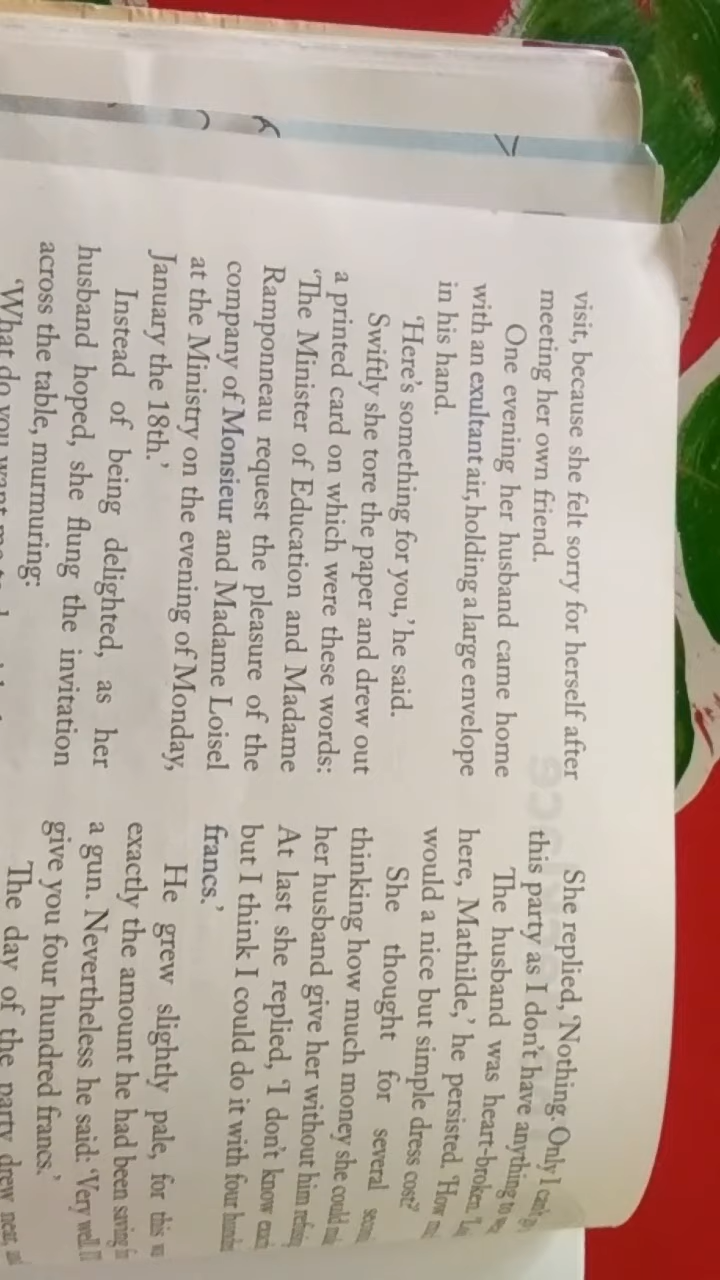 visit, because she felt sorry for herself after
meeting her own friend.
One evening her husband came home
with an exultant air, holding a large envelope
in his hand.
‘Here’s something for you,’ he said.
Swiftly she tore the paper and drew out
a printed card on which were these words:
‘The Minister of Education and Madame
Ramponneau request the pleasure of the
company of Monsieur and Madame Loisel
at the Ministry on the evening of Monday,
January the 18th.’
Instead of being delighted, as her
husband hoped, she flung the invitation
across the table, murmuring:
‘What do you want me to
She replied, ‘Nothing. Only I can't
this party as I don’t have anything to
The husband was heart-broken.
here, Mathilde,’ he persisted. ‘How
would a nice but simple dress cost?’
She thought for several
thinking how much money she could
her husband give her without him
At last she replied, ‘I don’t know
but I think I could do it with four
francs.’
He grew slightly pale, for this
exactly the amount he had been saving
a gun. Nevertheless he said: ‘Very well.
give you four hundred francs.’
The day of the party drew near,